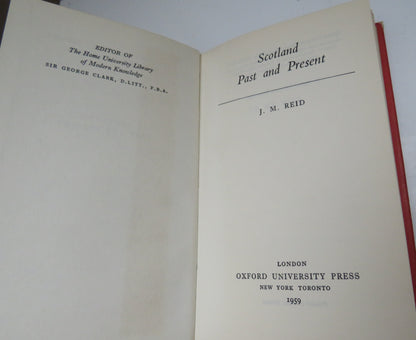 EDITOR OF
The Home University Library
of Modern Knowledge
SIR GEORGE CLARK, D.LITT., F.B.A.
Scotland
Past and Present
J. M. REID
LONDON
OXFORD UNIVERSITY PRESS
NEW YORK TORONTO
1959